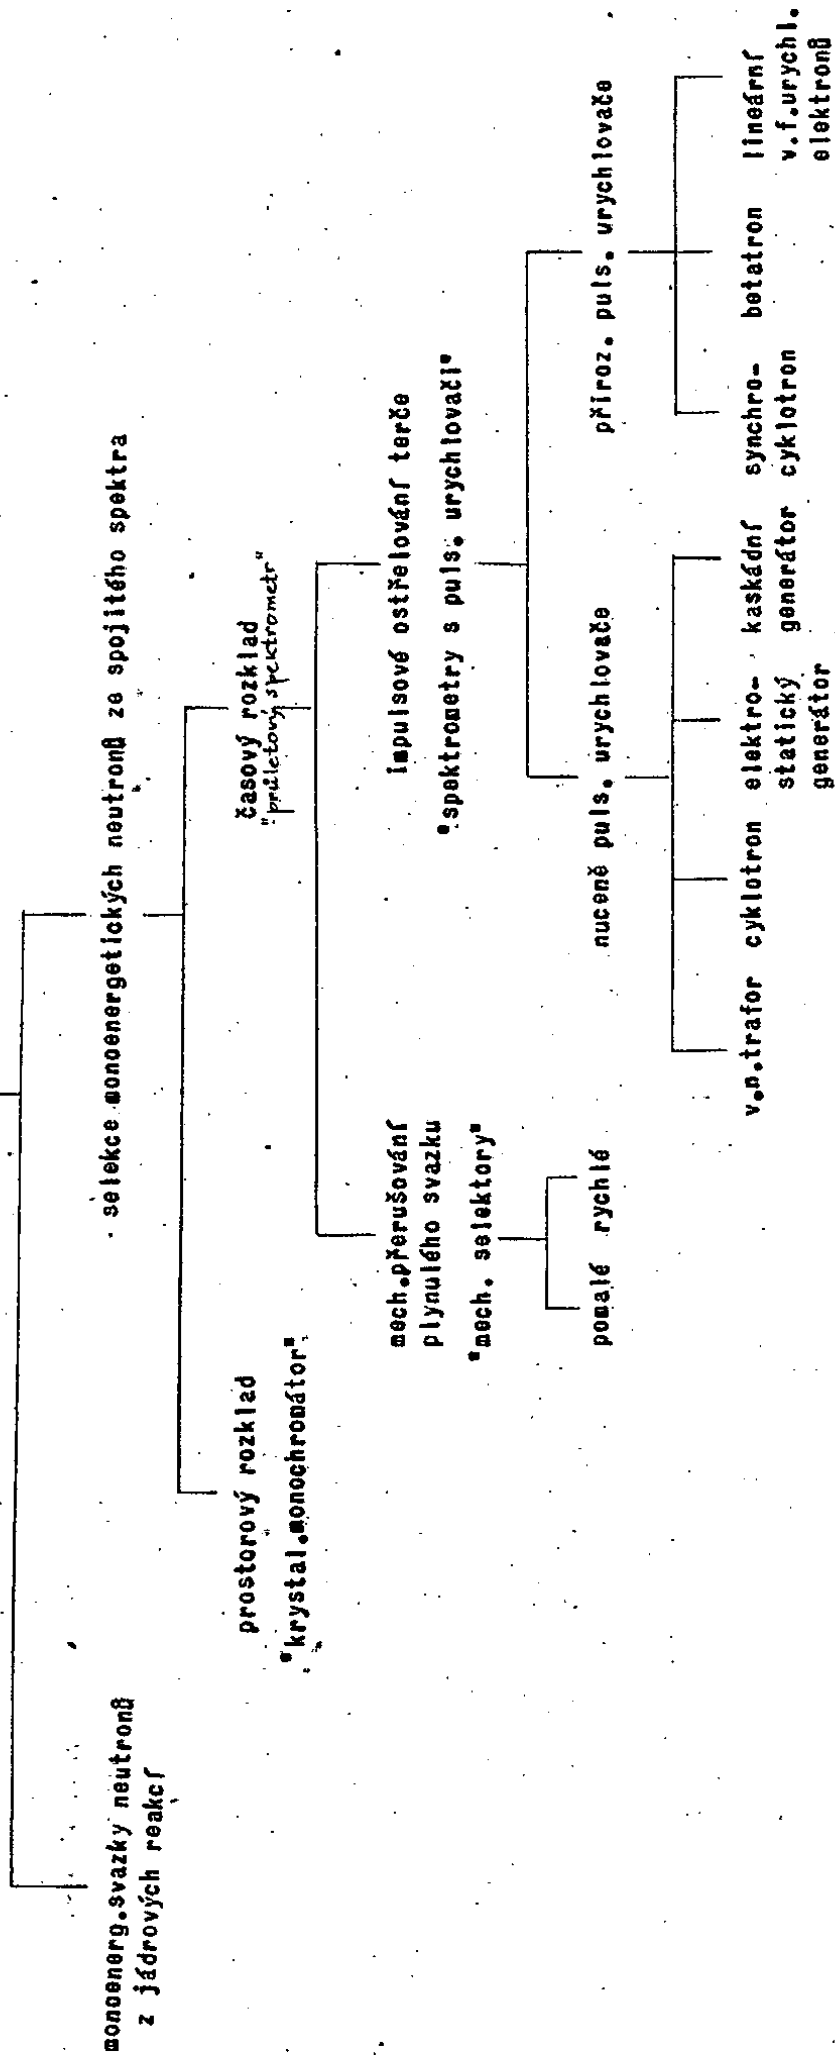 monoenerg.svazky neutronů
z jádrových reakcí
selekce monoenergetických neutronů ze spojitého spektra
prostorový rozklad
"krystal.monochromátor"
časový rozklad
"průletový spektrometr"
mech.přerušování
plynulého svazku
"mech. selektory"
pomalé rychlé
impulsové ostřelování terče
"spektrometry s puls. urychlovači"
nuceně puls. urychlovače
v.n.trafor
cyklotron
elektro-
statický
generátor
kaskádní
generátor
přiroz. puls. urychlovače
synchro-
cyklotron
betatron
lineární
v.f.urychl.
elektronů